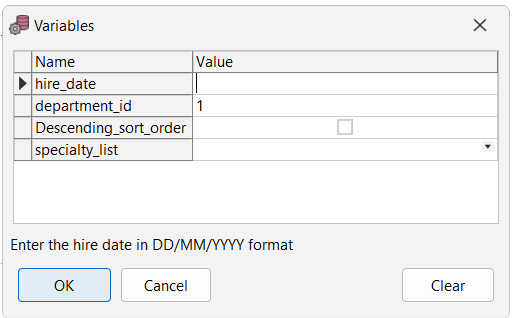 Variables
Name Value
hire_date
department_id 1
Descending_sort_order
specialty_list
Enter the hire date in DD/MM/YYYY format
OK Cancel Clear